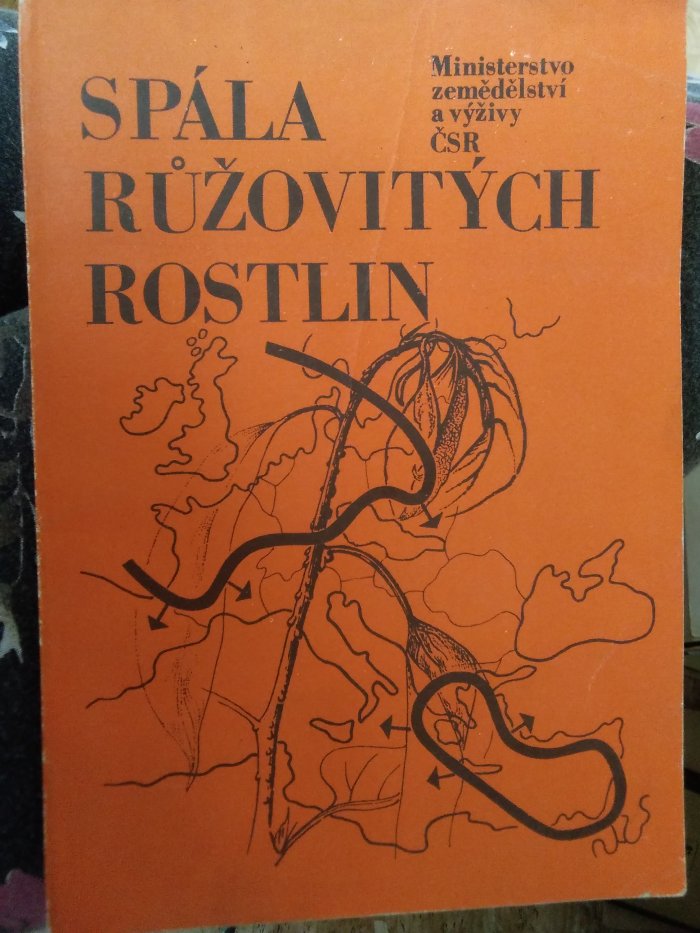 SPÁLA
RŮŽOVITÝCH
ROSTLIN
Ministerstvo
zemědělství
a výživy
ČSR